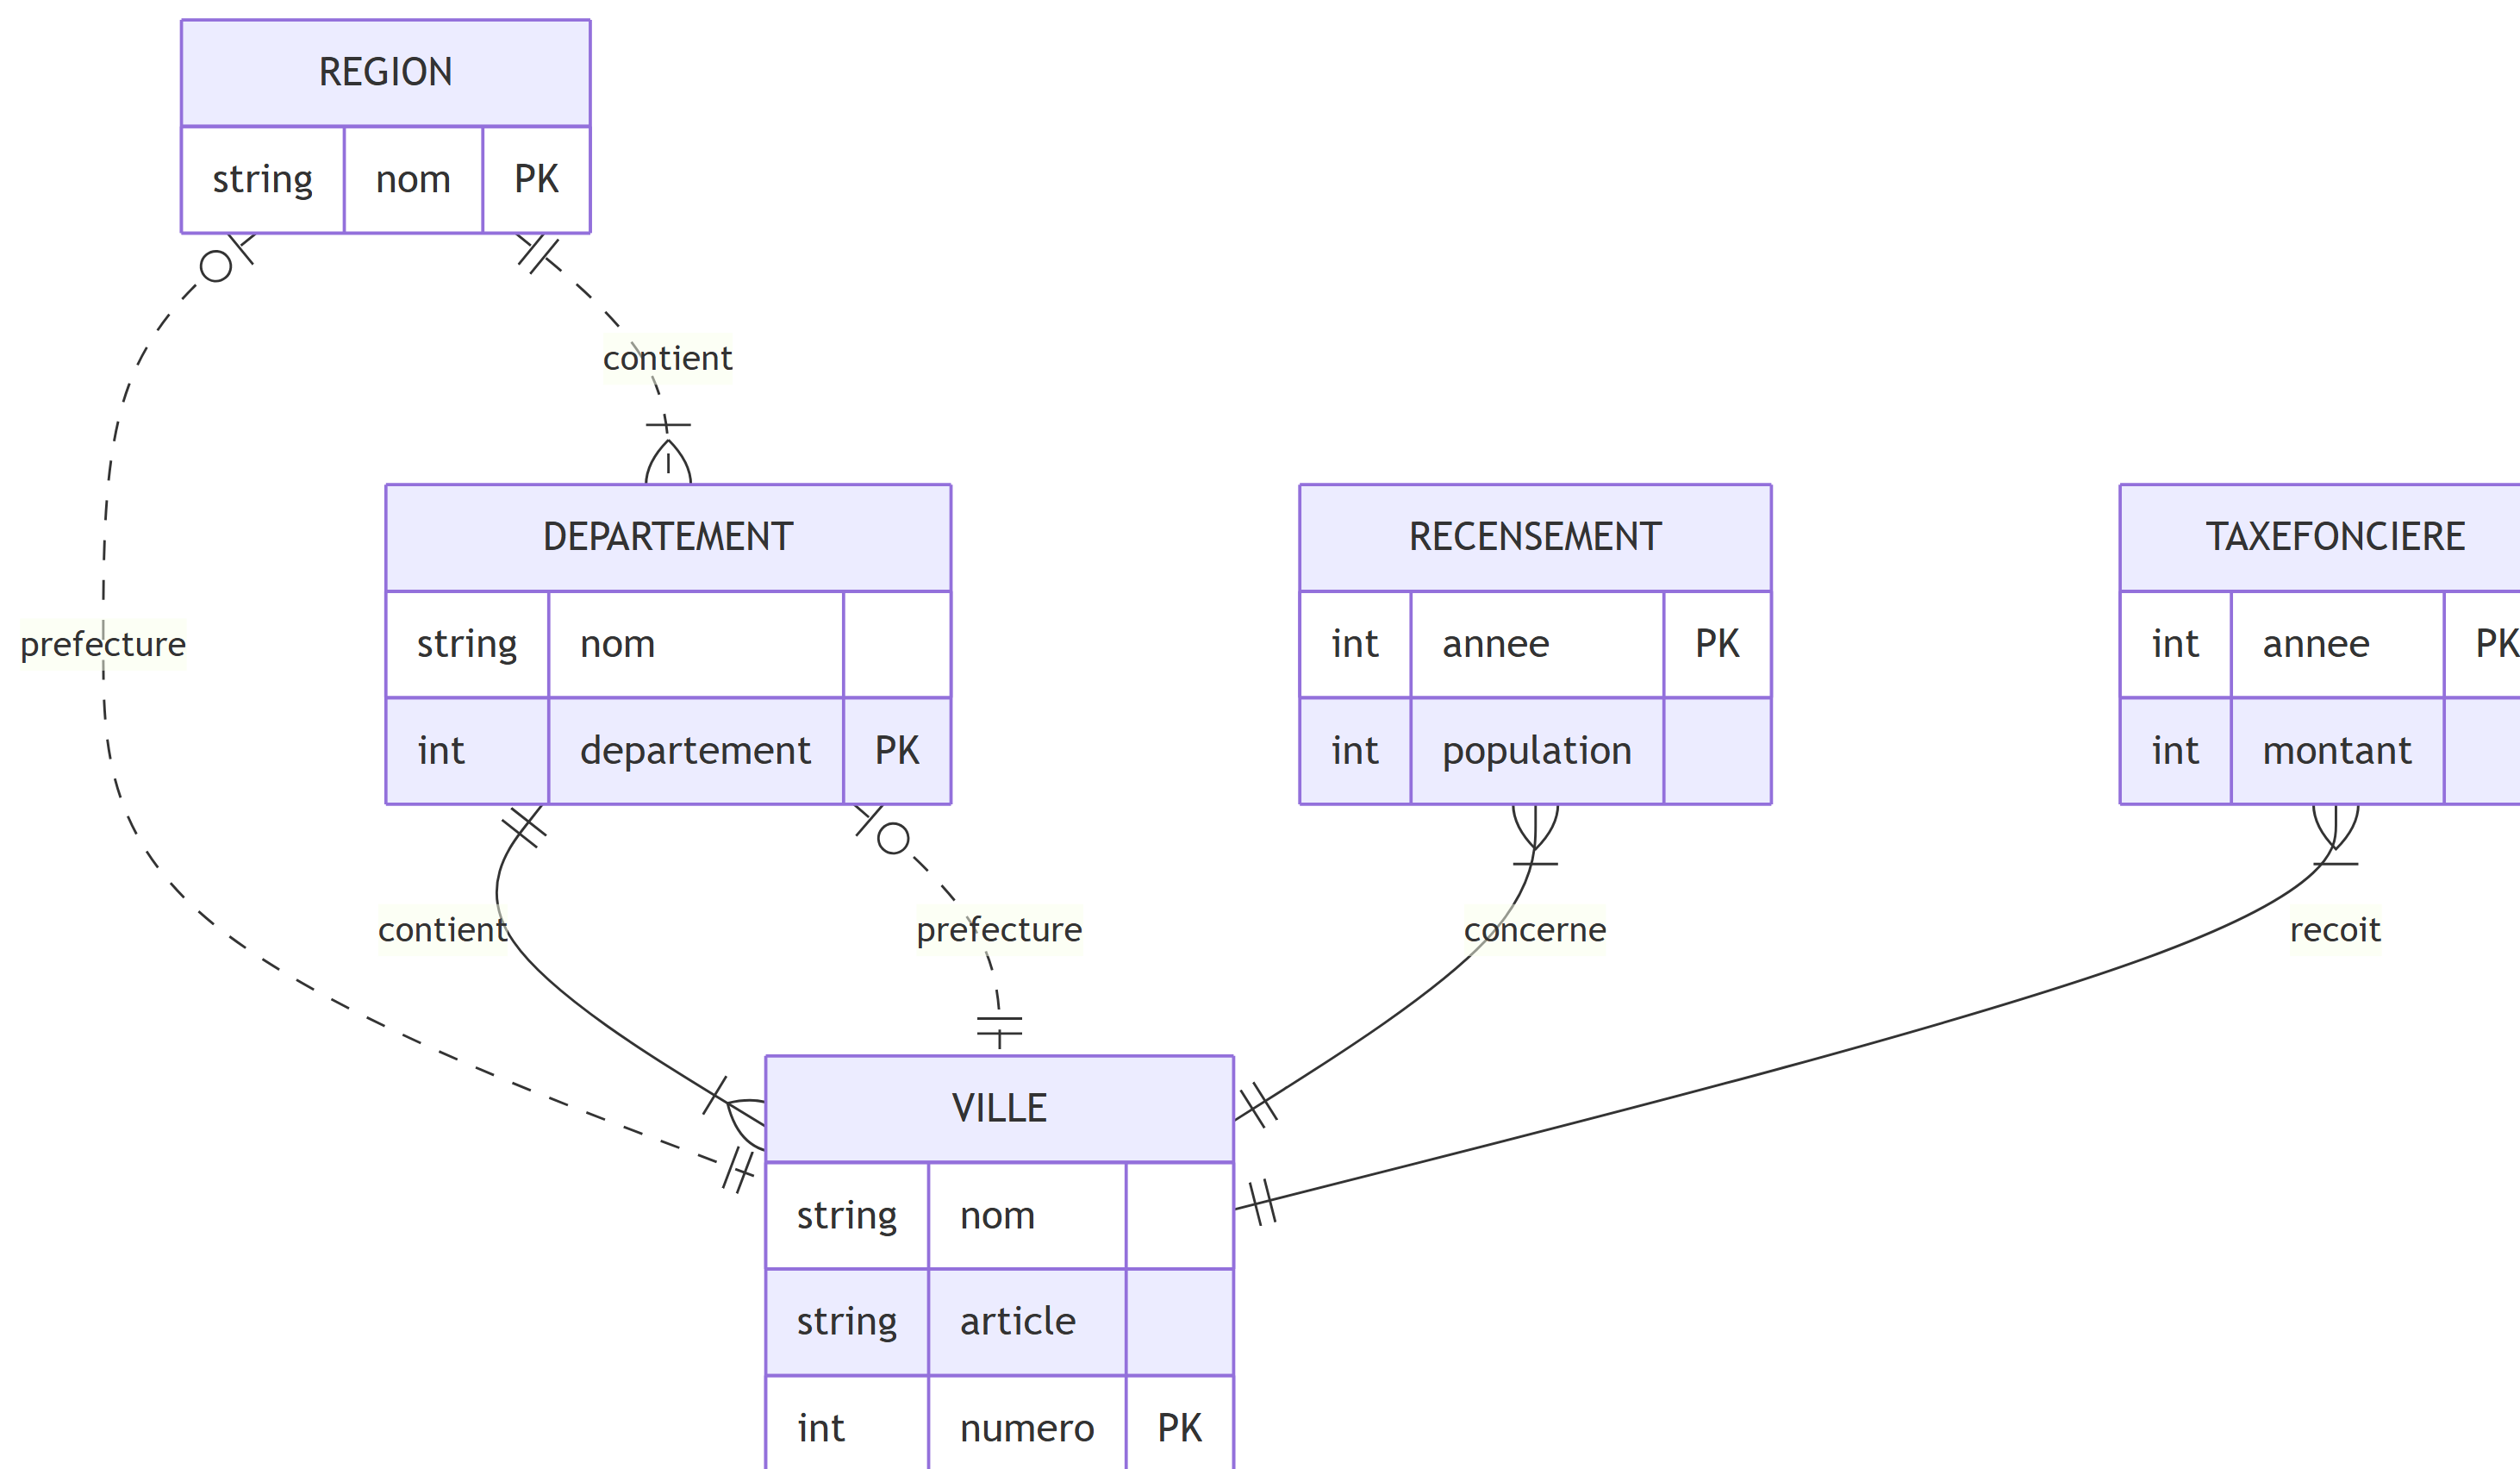 REGION
string nom PK
contient
DEPARTEMENT
string nom
int departement PK
RECENSEMENT
int annee PK
int population
TAXEFONCIERE
int annee PK
int montant
prefecture
contient
prefecture
concerne
recoit
VILLE
string nom
string article
int numero PK